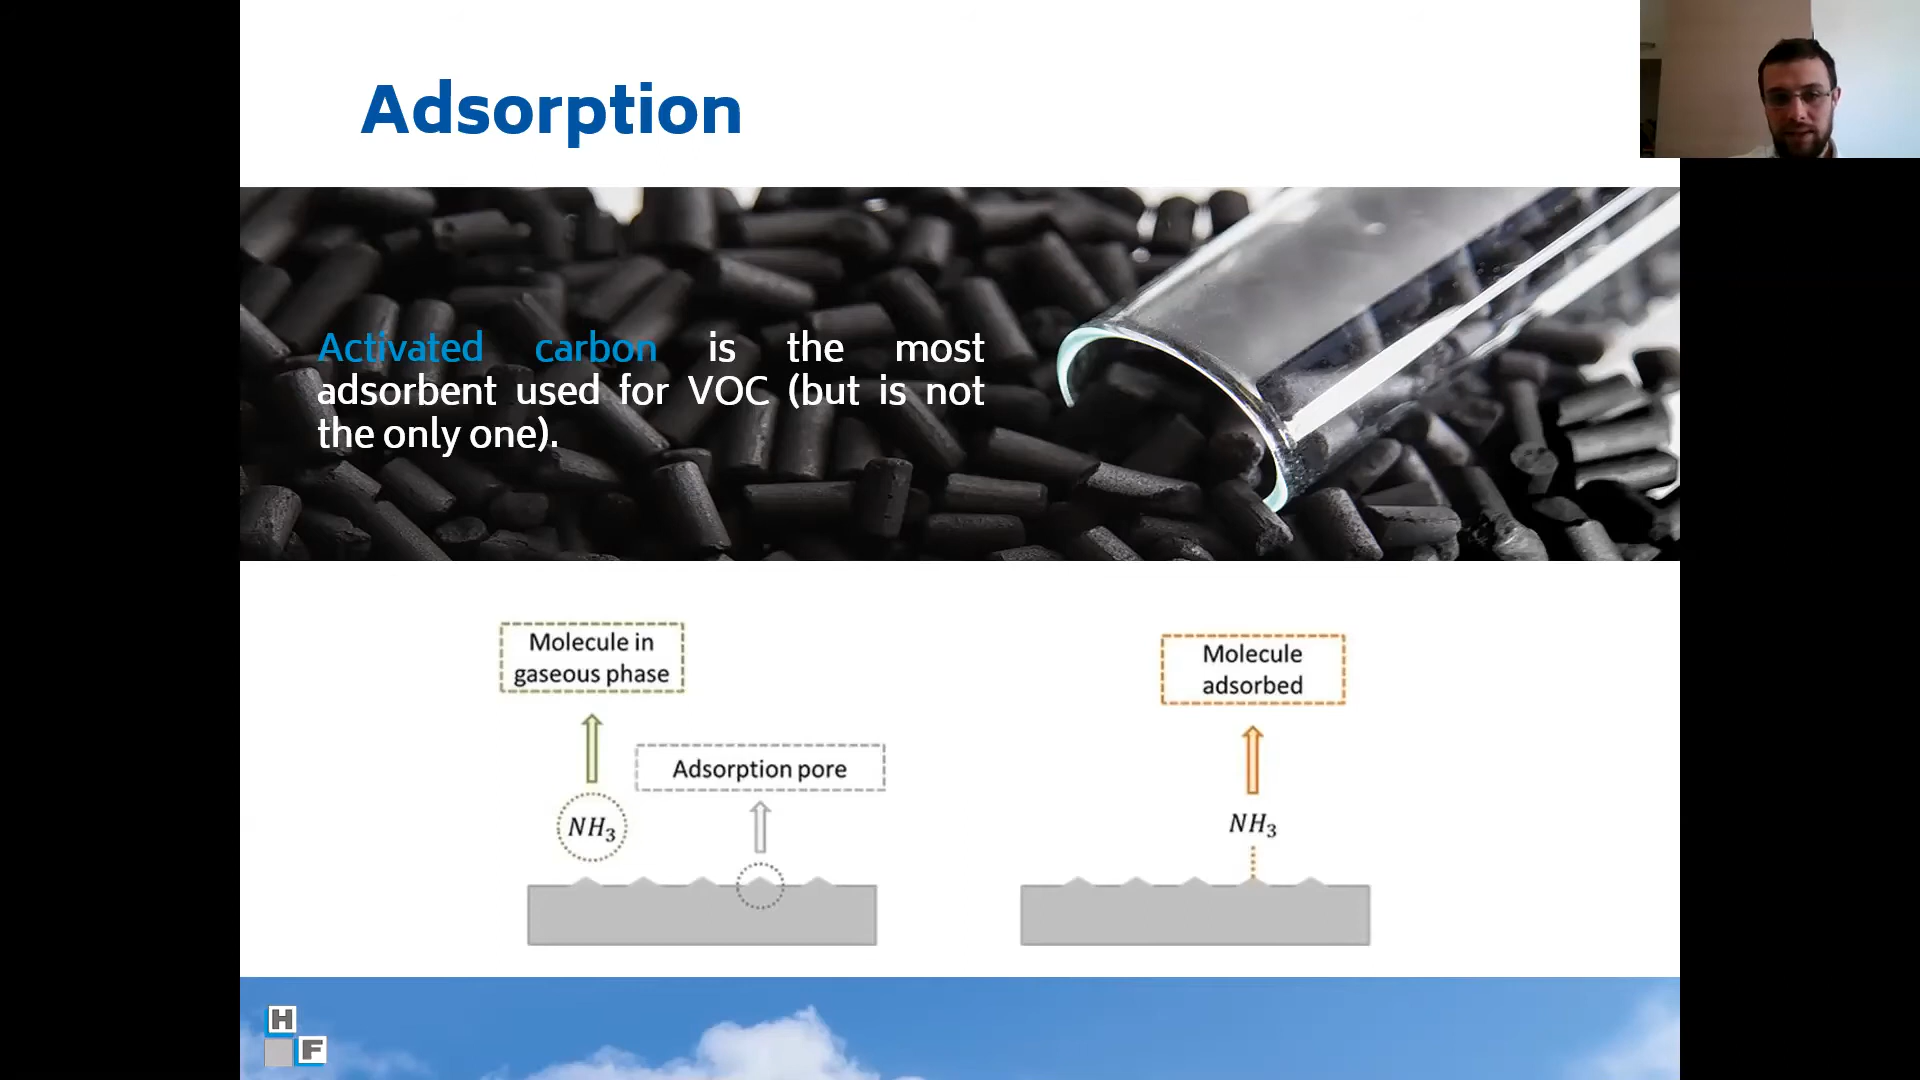 Adsorption
Activated carbon is the most
adsorbent used for VOC (but is not
the only one).
Molecule in
gaseous phase
Molecule
adsorbed
Adsorption pore
NH₃
NH₃
H
F